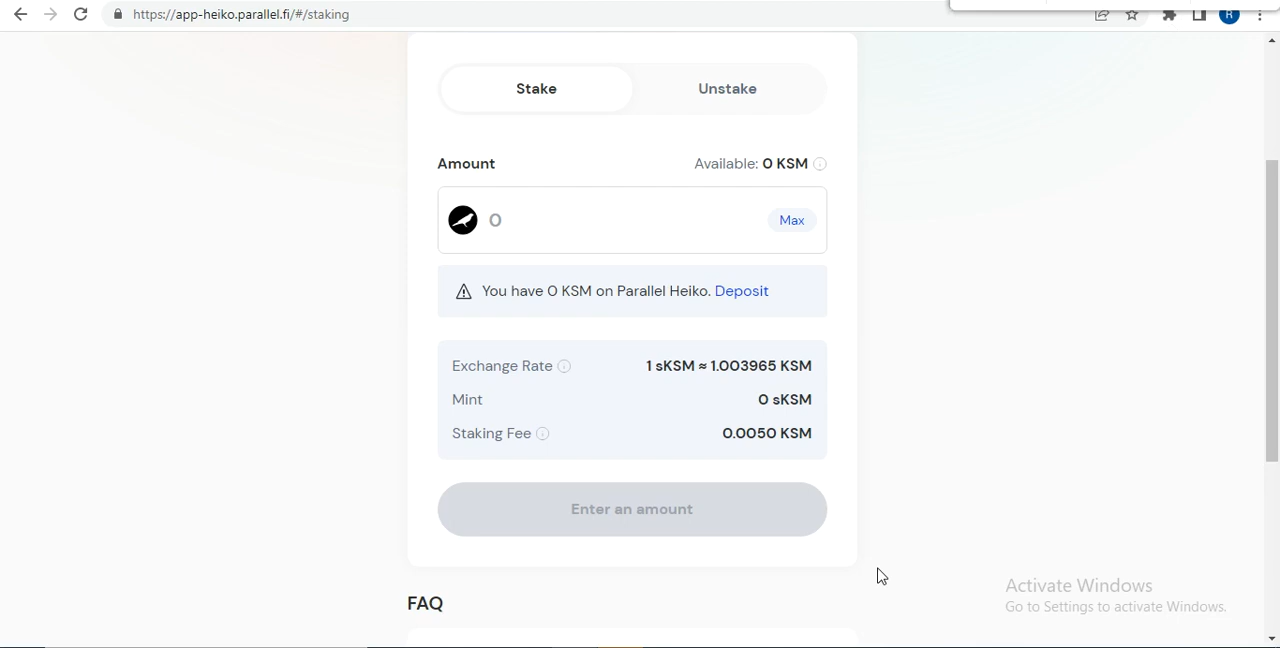 https://app-heiko.parallel.fi/#/staking
R
Stake
Unstake
Amount
Available: 0 KSM
0
Max
You have 0 KSM on Parallel Heiko. Deposit
Exchange Rate
1 sKSM ≈ 1.003965 KSM
Mint
0 sKSM
Staking Fee
0.0050 KSM
Enter an amount
Activate Windows
Go to Settings to activate Windows.
FAQ